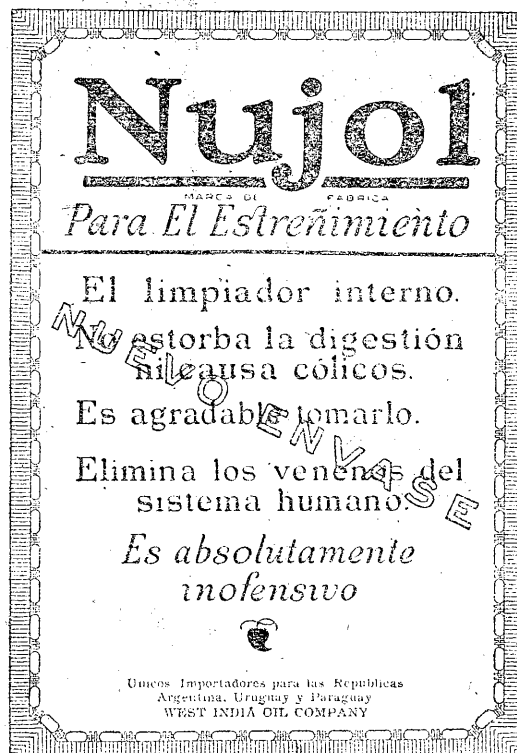 Nujol
MARCA DE FABRICA
Para El Estreñimiento
El limpiador interno.
No estorba la digestión
ni causa cólicos.
Es agradable tomarlo.
Elimina los venenos del
sistema humano.
NUEVO ENVASE
Es absolutamente
inofensivo
Unicos Importadores para las Republicas
Argentina, Uruguay y Paraguay
WEST INDIA OIL COMPANY